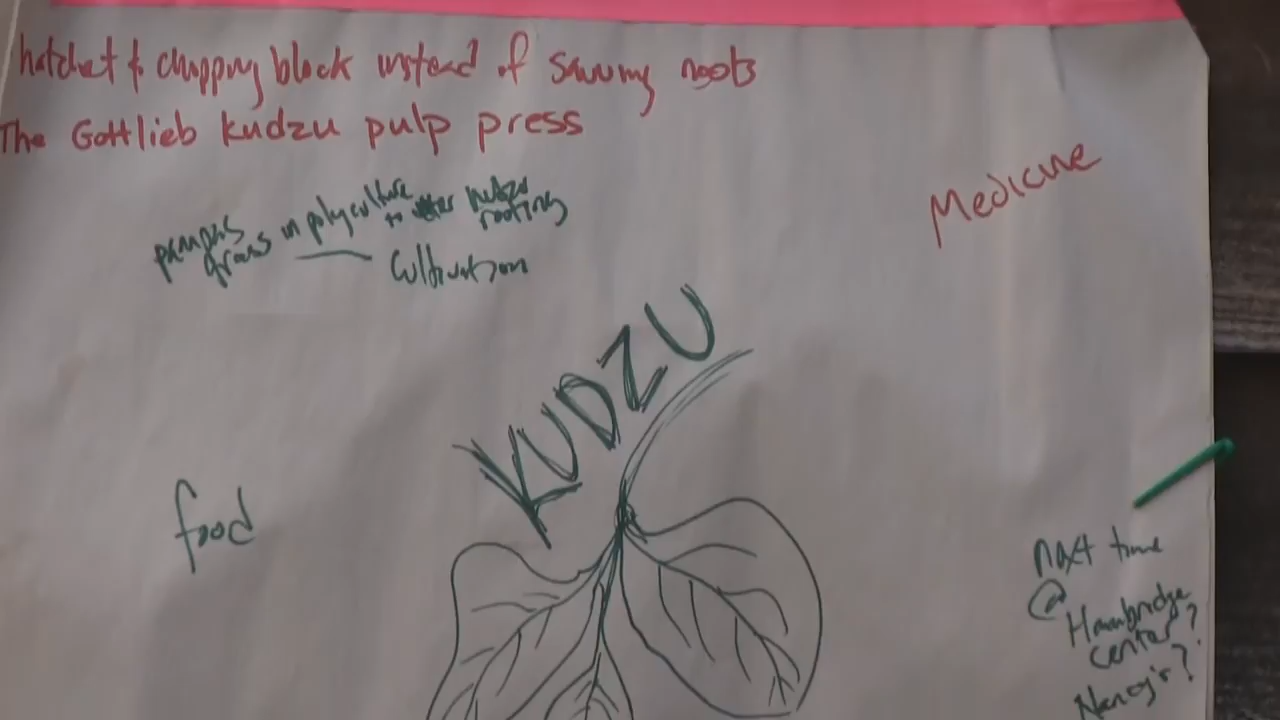 hatchet & chopping block instead of sawing roots
The Gottlieb kudzu pulp press
Medicine
pampas grass in polyculture to kudzu rooting
Cultivation
KUDZU
food
next time
@
Hambridge
center?
Nancy's?